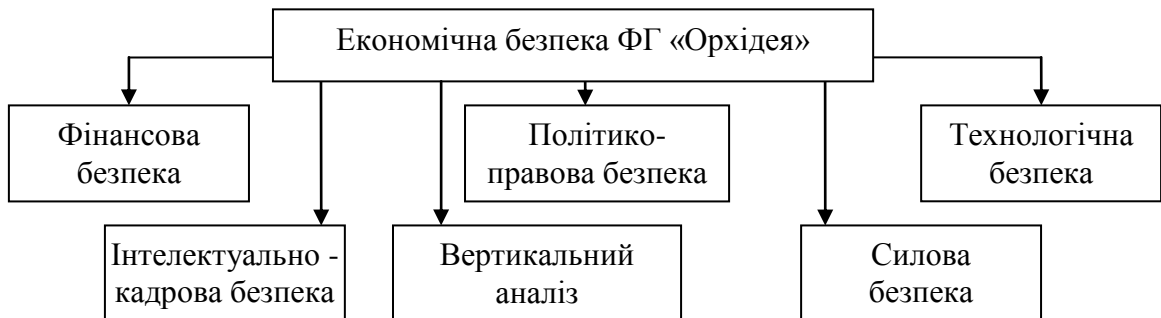 Економічна безпека ФГ «Орхідея»
Фінансова
безпека
Політико-
правова безпека
Технологічна
безпека
Інтелектуально -
кадрова безпека
Вертикальний
аналіз
Силова
безпека